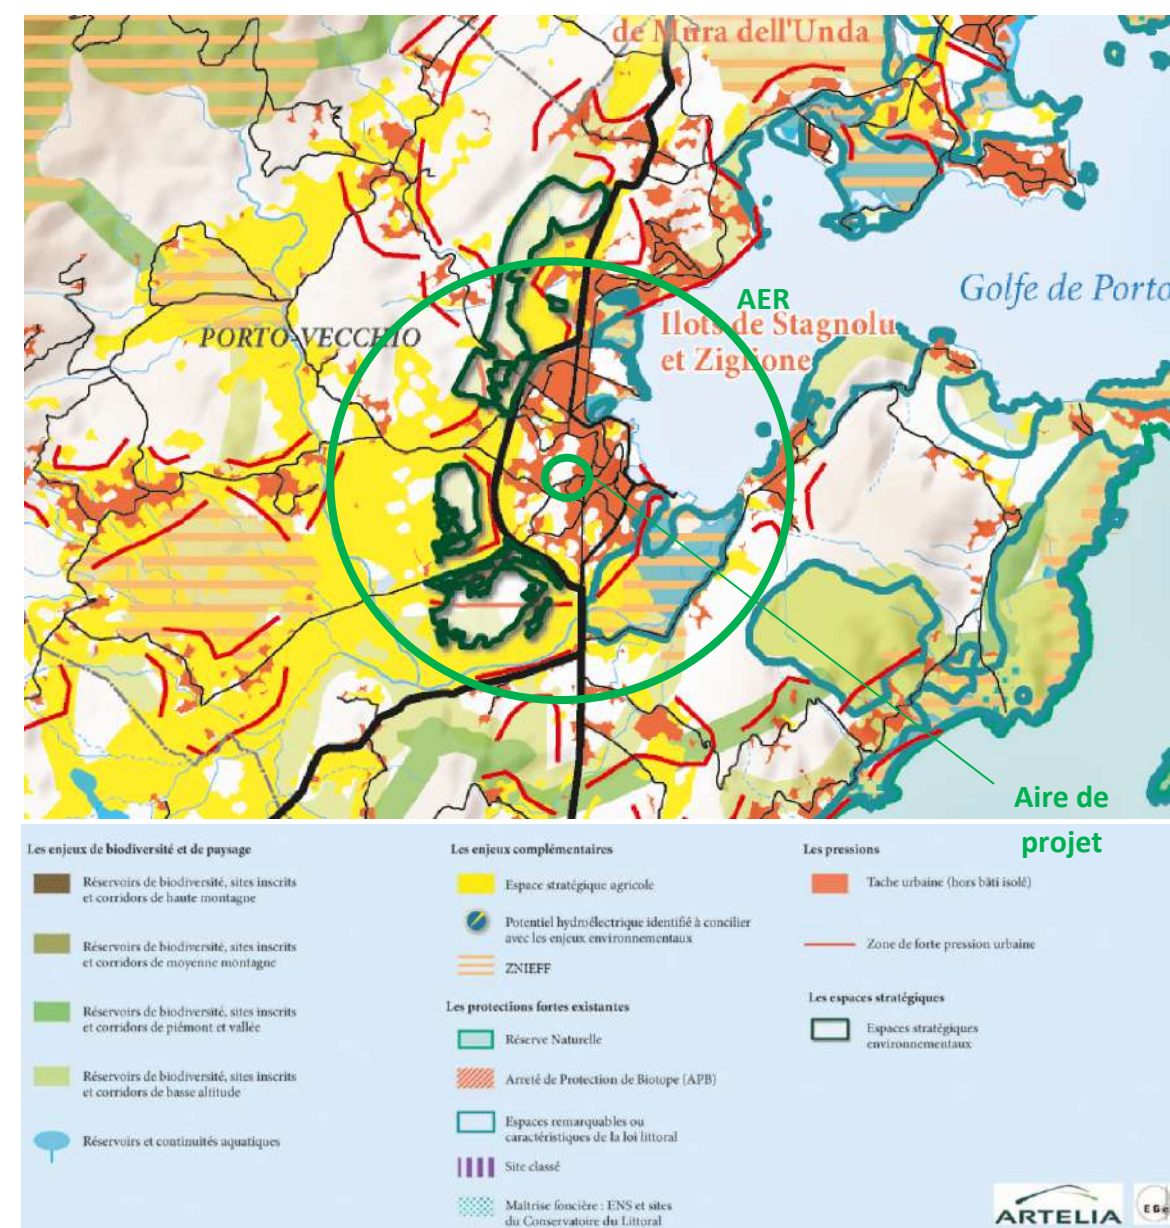 de Mura dell'Unda
Golfe de Porto
AER
Ilots de Stagnolu
et Ziglione
PORTO-VECCHIO
Aire de
projet
Les enjeux de biodiversité et de paysage
Réservoirs de biodiversité, sites inscrits
et corridors de haute montagne
Réservoirs de biodiversité, sites inscrits
et corridors de moyenne montagne
Réservoirs de biodiversité, sites inscrits
et corridors de piémont et vallée
Réservoirs de biodiversité, sites inscrits
et corridors de basse altitude
Réservoirs et continuités aquatiques
Les enjeux complémentaires
Espace stratégique agricole
Potentiel hydroélectrique identifié à concilier
avec les enjeux environnementaux
ZNIEFF
Les protections fortes existantes
Réserve Naturelle
Arreté de Protection de Biotope (APB)
Espaces remarquables ou
caractéristiques de la loi littoral
Site classé
Maîtrise foncière : ENS et sites
du Conservatoire du Littoral
Les pressions
Tache urbaine (hors bâti isolé)
Zone de forte pression urbaine
Les espaces stratégiques
Espaces stratégiques
environnementaux
ARTELIA